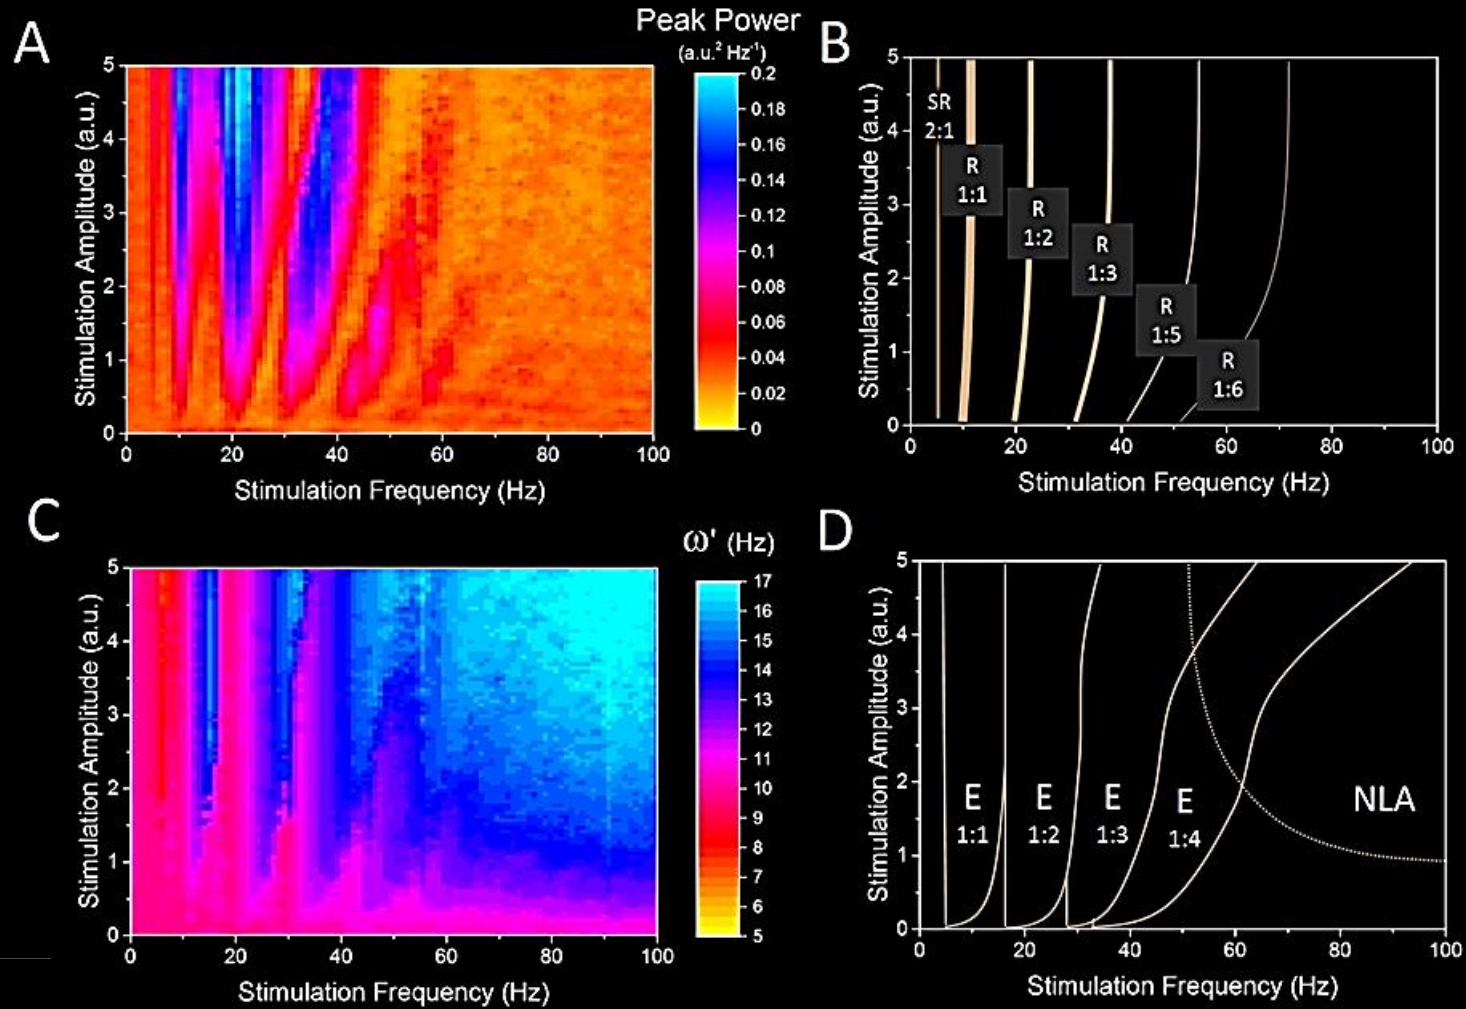 A
Peak Power
(a.u.² Hz⁻¹)
5
4
3
2
1
0
Stimulation Amplitude (a.u.)
0 20 40 60 80 100
Stimulation Frequency (Hz)
0.2
0.18
0.16
0.14
0.12
0.1
0.08
0.06
0.04
0.02
0
B
5
4
3
2
1
0
Stimulation Amplitude (a.u.)
SR
2:1
R
1:1
R
1:2
R
1:3
R
1:5
R
1:6
0 20 40 60 80 100
Stimulation Frequency (Hz)
C
5
4
3
2
1
0
Stimulation Amplitude (a.u.)
0 20 40 60 80 100
Stimulation Frequency (Hz)
ω' (Hz)
17
16
15
14
13
12
11
10
9
8
7
6
5
D
5
4
3
2
1
0
Stimulation Amplitude (a.u.)
E
1:1
E
1:2
E
1:3
E
1:4
NLA
0 20 40 60 80 100
Stimulation Frequency (Hz)